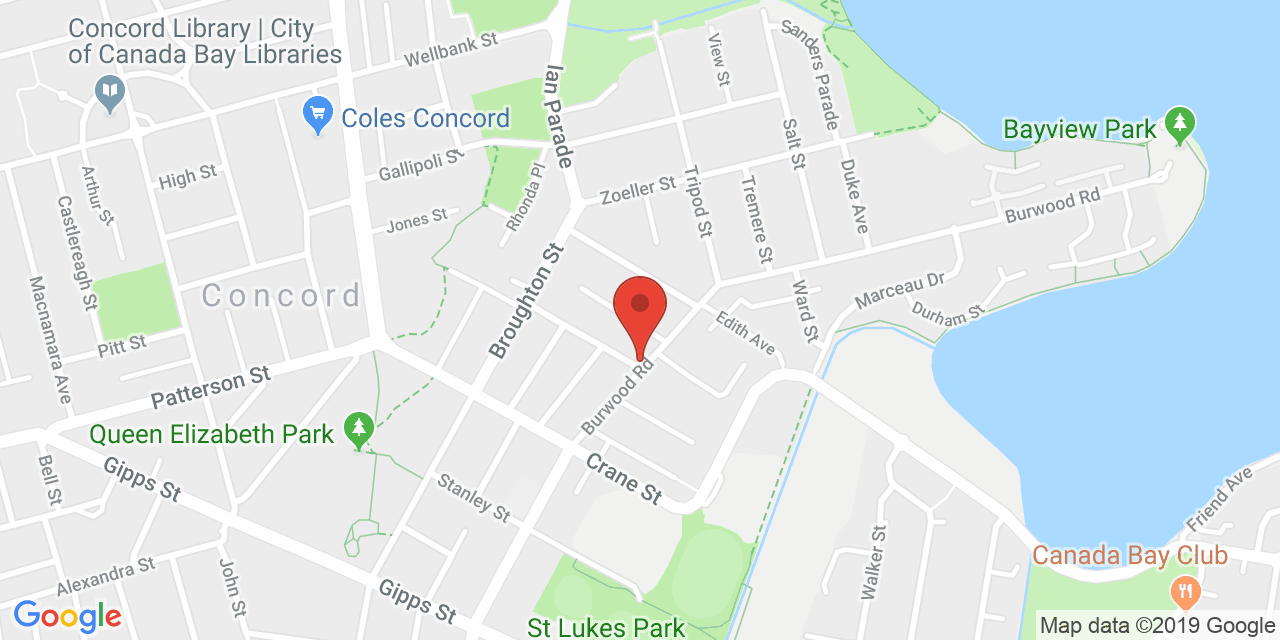 Concord Library | City
of Canada Bay Libraries
Wellbank St
Ian Parade
View St
Sanders Parade
Coles Concord
Bayview Park
Gallipoli St
High St
Arthur St
Castlereagh St
Rhonda Pl
Zoeller St
Tripod St
Tremere St
Salt St
Duke Ave
Burwood Rd
Jones St
Concord
Macnamara Ave
Broughton St
Edith Ave
Ward St
Marceau Dr
Durham St
Pitt St
Patterson St
Burwood Rd
Queen Elizabeth Park
Gipps St
Bell St
Crane St
Stanley St
Friend Ave
Walker St
Canada Bay Club
Alexandra St
John St
Gipps St
St Lukes Park
Google
Map data ©2019 Google